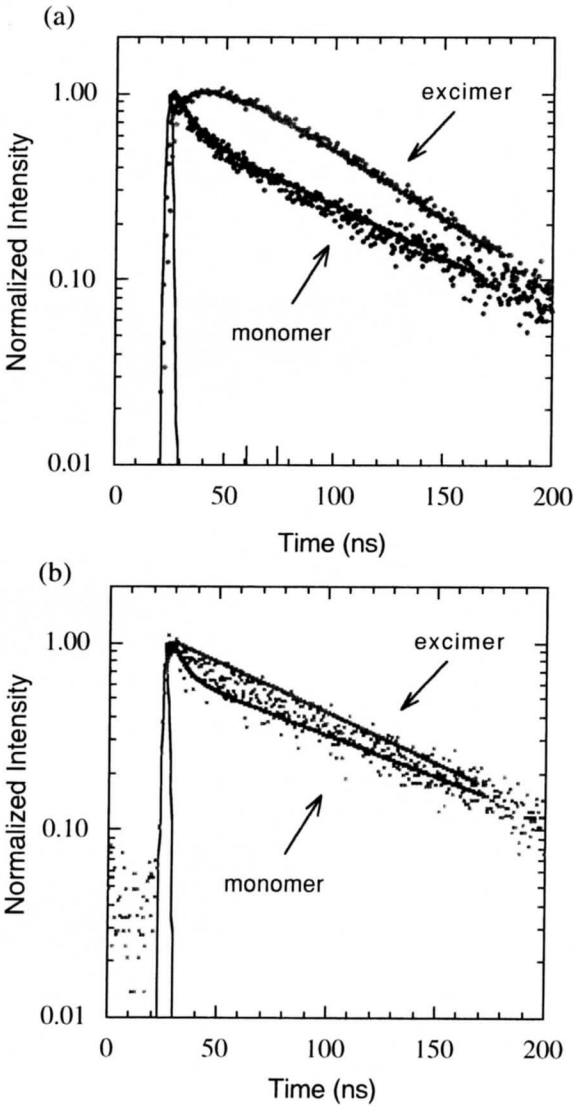 (a)
Normalized Intensity
1.00
0.10
0.01
excimer
monomer
0 50 100 150 200
Time (ns)
(b)
Normalized Intensity
1.00
0.10
0.01
excimer
monomer
0 50 100 150 200
Time (ns)